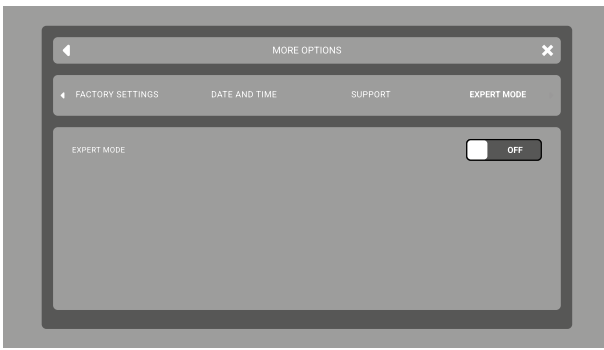 MORE OPTIONS
FACTORY SETTINGS DATE AND TIME SUPPORT EXPERT MODE
EXPERT MODE OFF